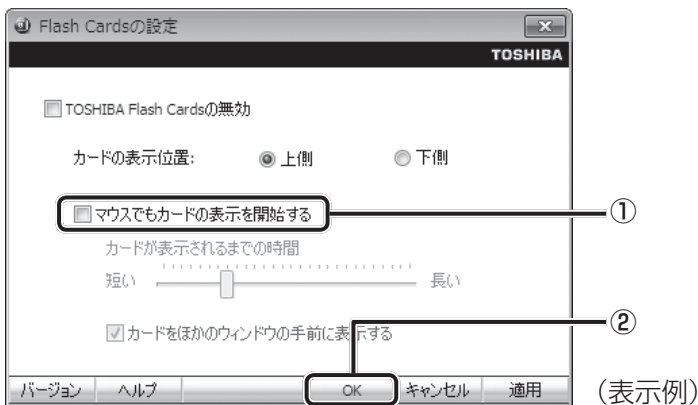 Flash Cardsの設定
TOSHIBA
TOSHIBA Flash Cardsの無効
カードの表示位置: 上側 下側
マウスでもカードの表示を開始する ①
カードが表示されるまでの時間
短い 長い
カードをほかのウィンドウの手前に表示する ②
バージョン ヘルプ OK キャンセル 適用 (表示例)